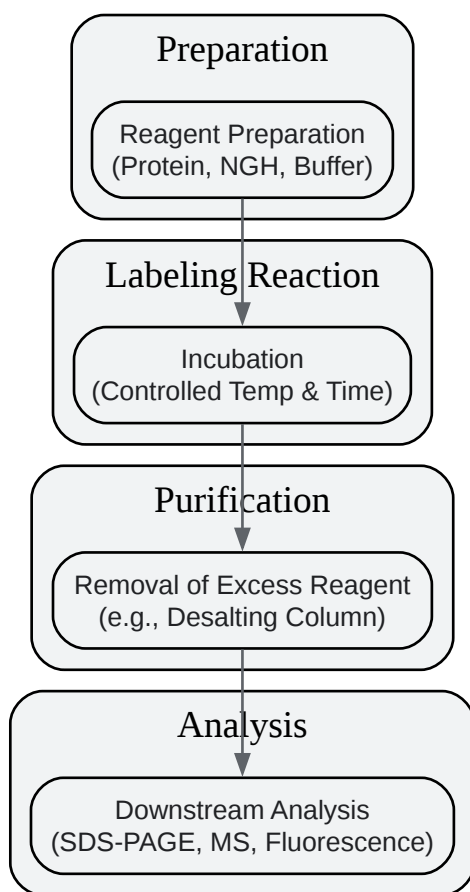 Preparation
Reagent Preparation
(Protein, NGH, Buffer)
Labeling Reaction
Incubation
(Controlled Temp & Time)
Purification
Removal of Excess Reagent
(e.g., Desalting Column)
Analysis
Downstream Analysis
(SDS-PAGE, MS, Fluorescence)